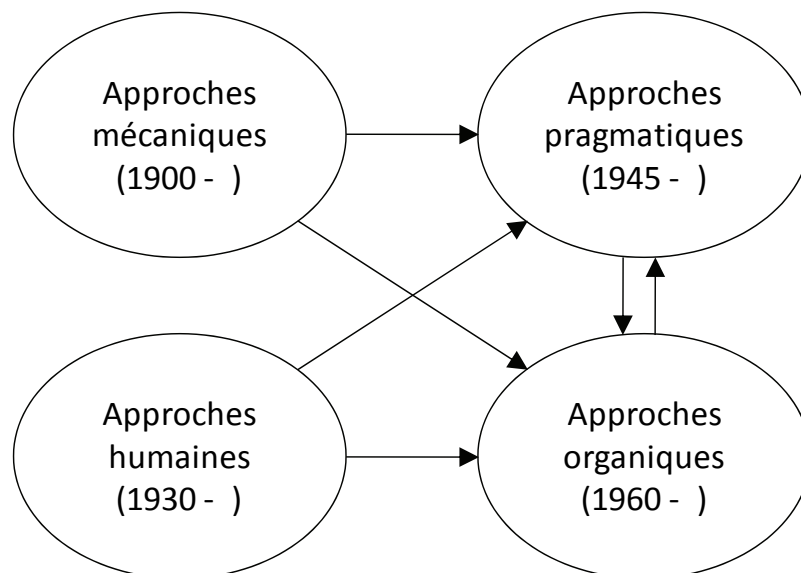 Approches
mécaniques
(1900 -  )
Approches
pragmatiques
(1945 -  )
Approches
humaines
(1930 -  )
Approches
organiques
(1960 -  )